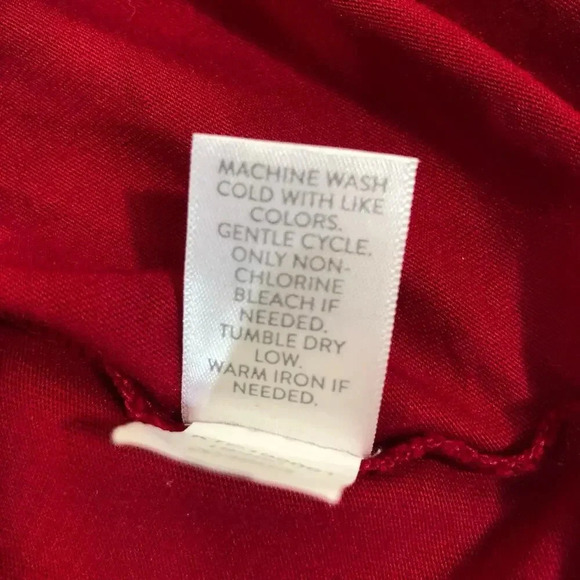 MACHINE WASH
COLD WITH LIKE
COLORS.
GENTLE CYCLE.
ONLY NON-
CHLORINE
BLEACH IF
NEEDED.
TUMBLE DRY
LOW.
WARM IRON IF
NEEDED.